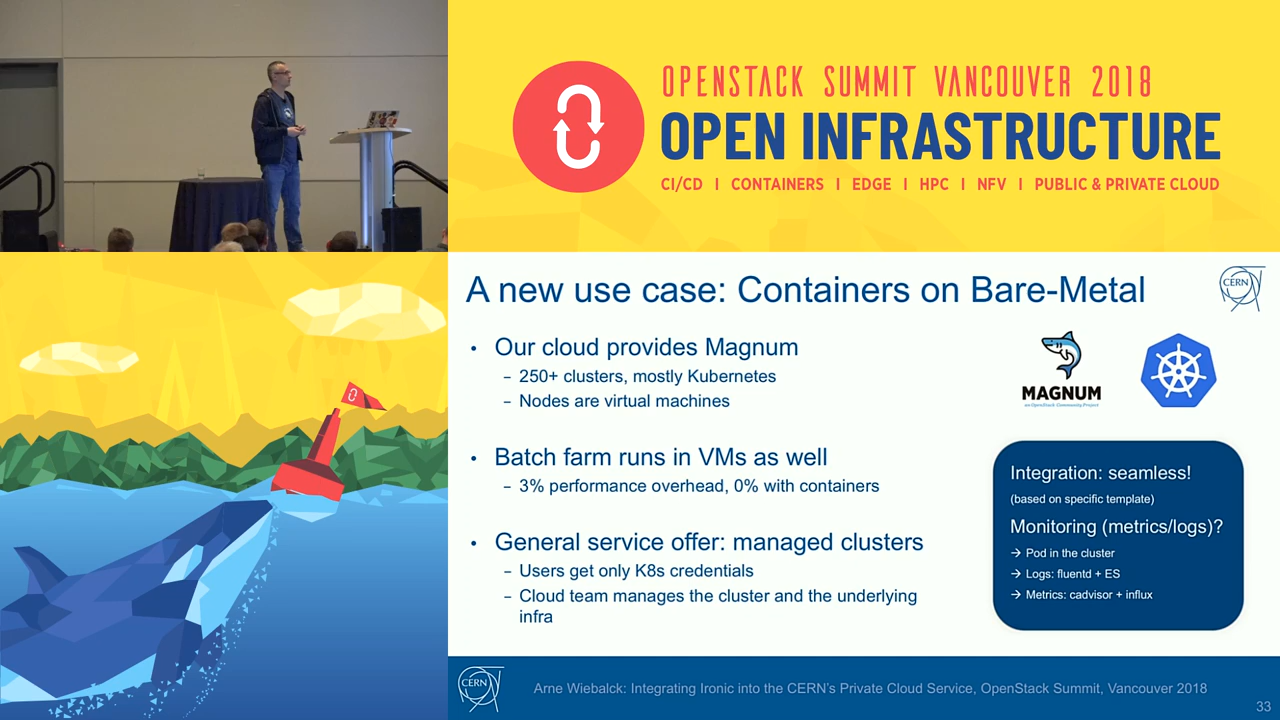 OPENSTACK SUMMIT VANCOUVER 2018
OPEN INFRASTRUCTURE
CI/CD I CONTAINERS I EDGE I HPC I NFV I PUBLIC & PRIVATE CLOUD
A new use case: Containers on Bare-Metal
CERN
• Our cloud provides Magnum
– 250+ clusters, mostly Kubernetes
– Nodes are virtual machines
MAGNUM
an OpenStack Community Project
• Batch farm runs in VMs as well
– 3% performance overhead, 0% with containers
• General service offer: managed clusters
– Users get only K8s credentials
– Cloud team manages the cluster and the underlying
infra
Integration: seamless!
(based on specific template)
Monitoring (metrics/logs)?
→ Pod in the cluster
→ Logs: fluentd + ES
→ Metrics: cadvisor + influx
CERN
Arne Wiebalck: Integrating Ironic into the CERN's Private Cloud Service, OpenStack Summit, Vancouver 2018
33